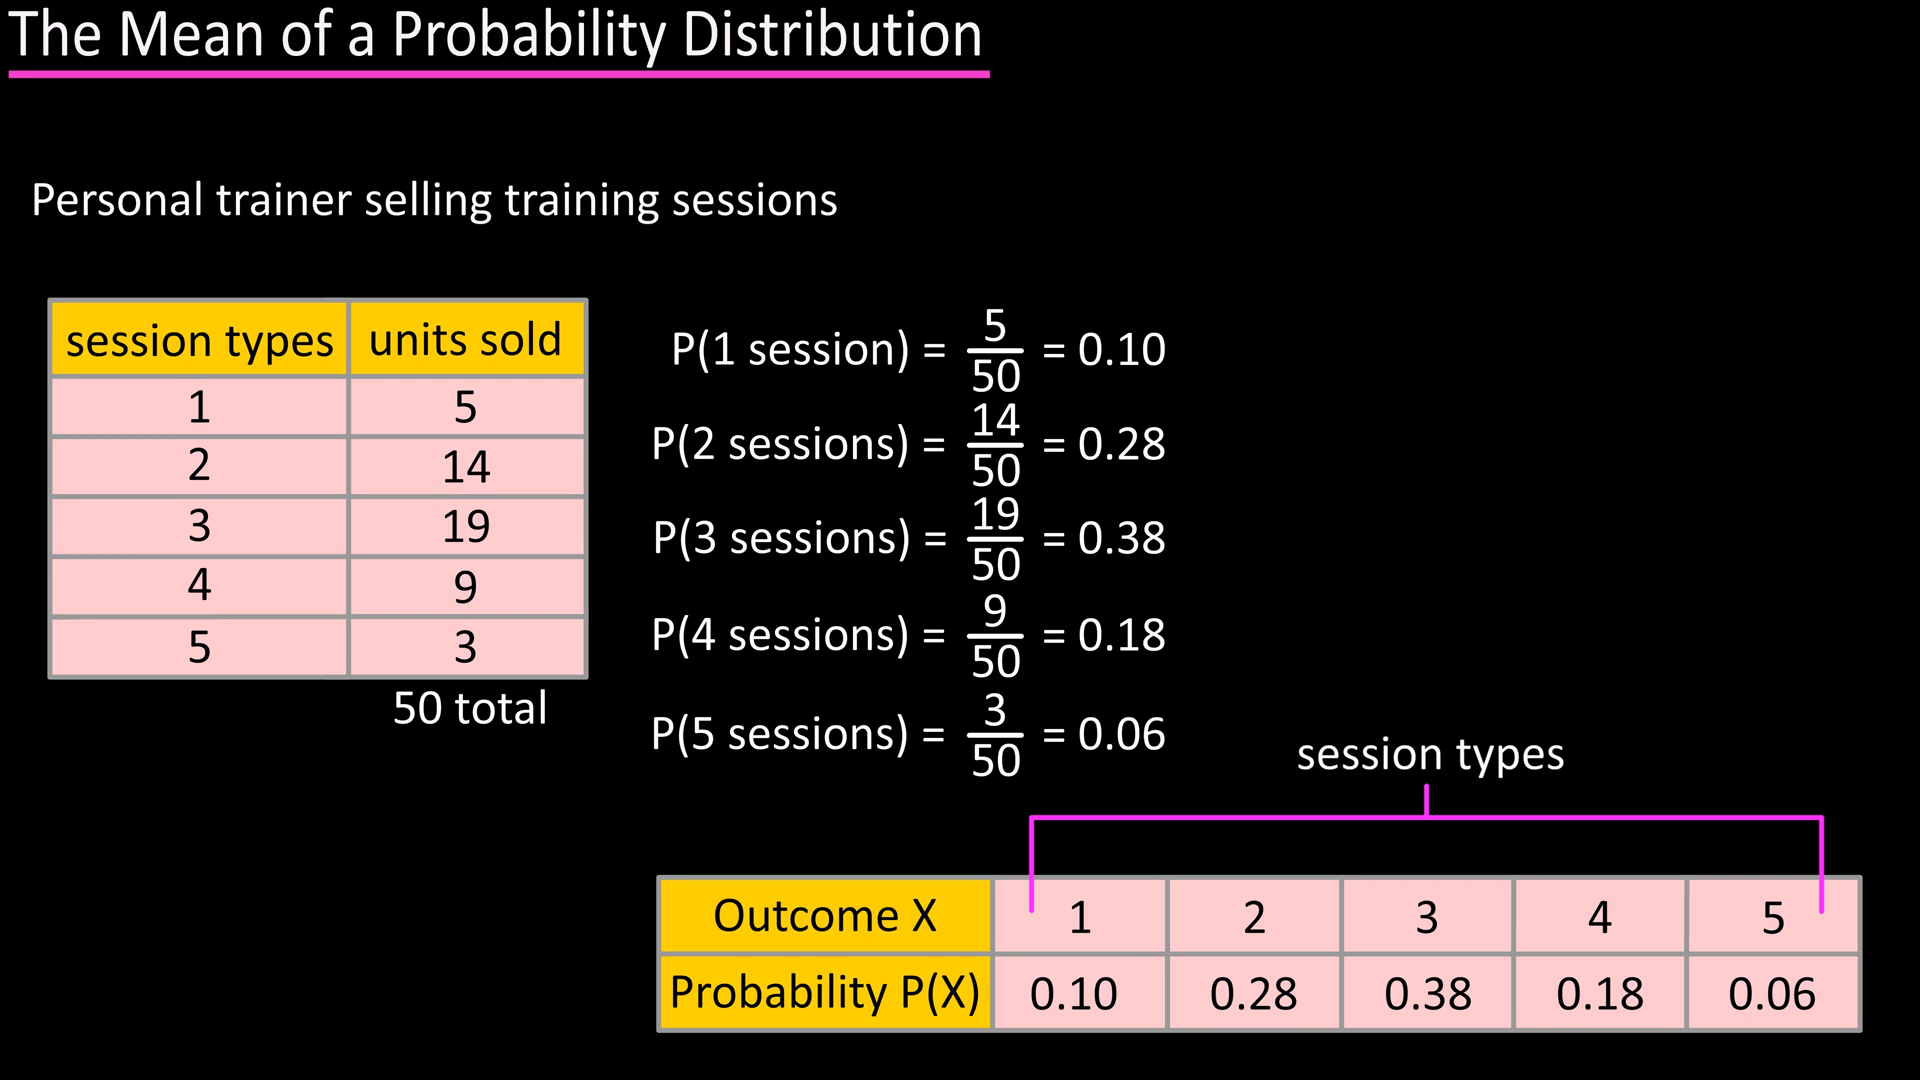 The Mean of a Probability Distribution
Personal trainer selling training sessions
session types units sold
1 5
2 14
3 19
4 9
5 3
50 total
P(1 session) = 5/50 = 0.10
P(2 sessions) = 14/50 = 0.28
P(3 sessions) = 19/50 = 0.38
P(4 sessions) = 9/50 = 0.18
P(5 sessions) = 3/50 = 0.06
session types
Outcome X 1 2 3 4 5
Probability P(X) 0.10 0.28 0.38 0.18 0.06